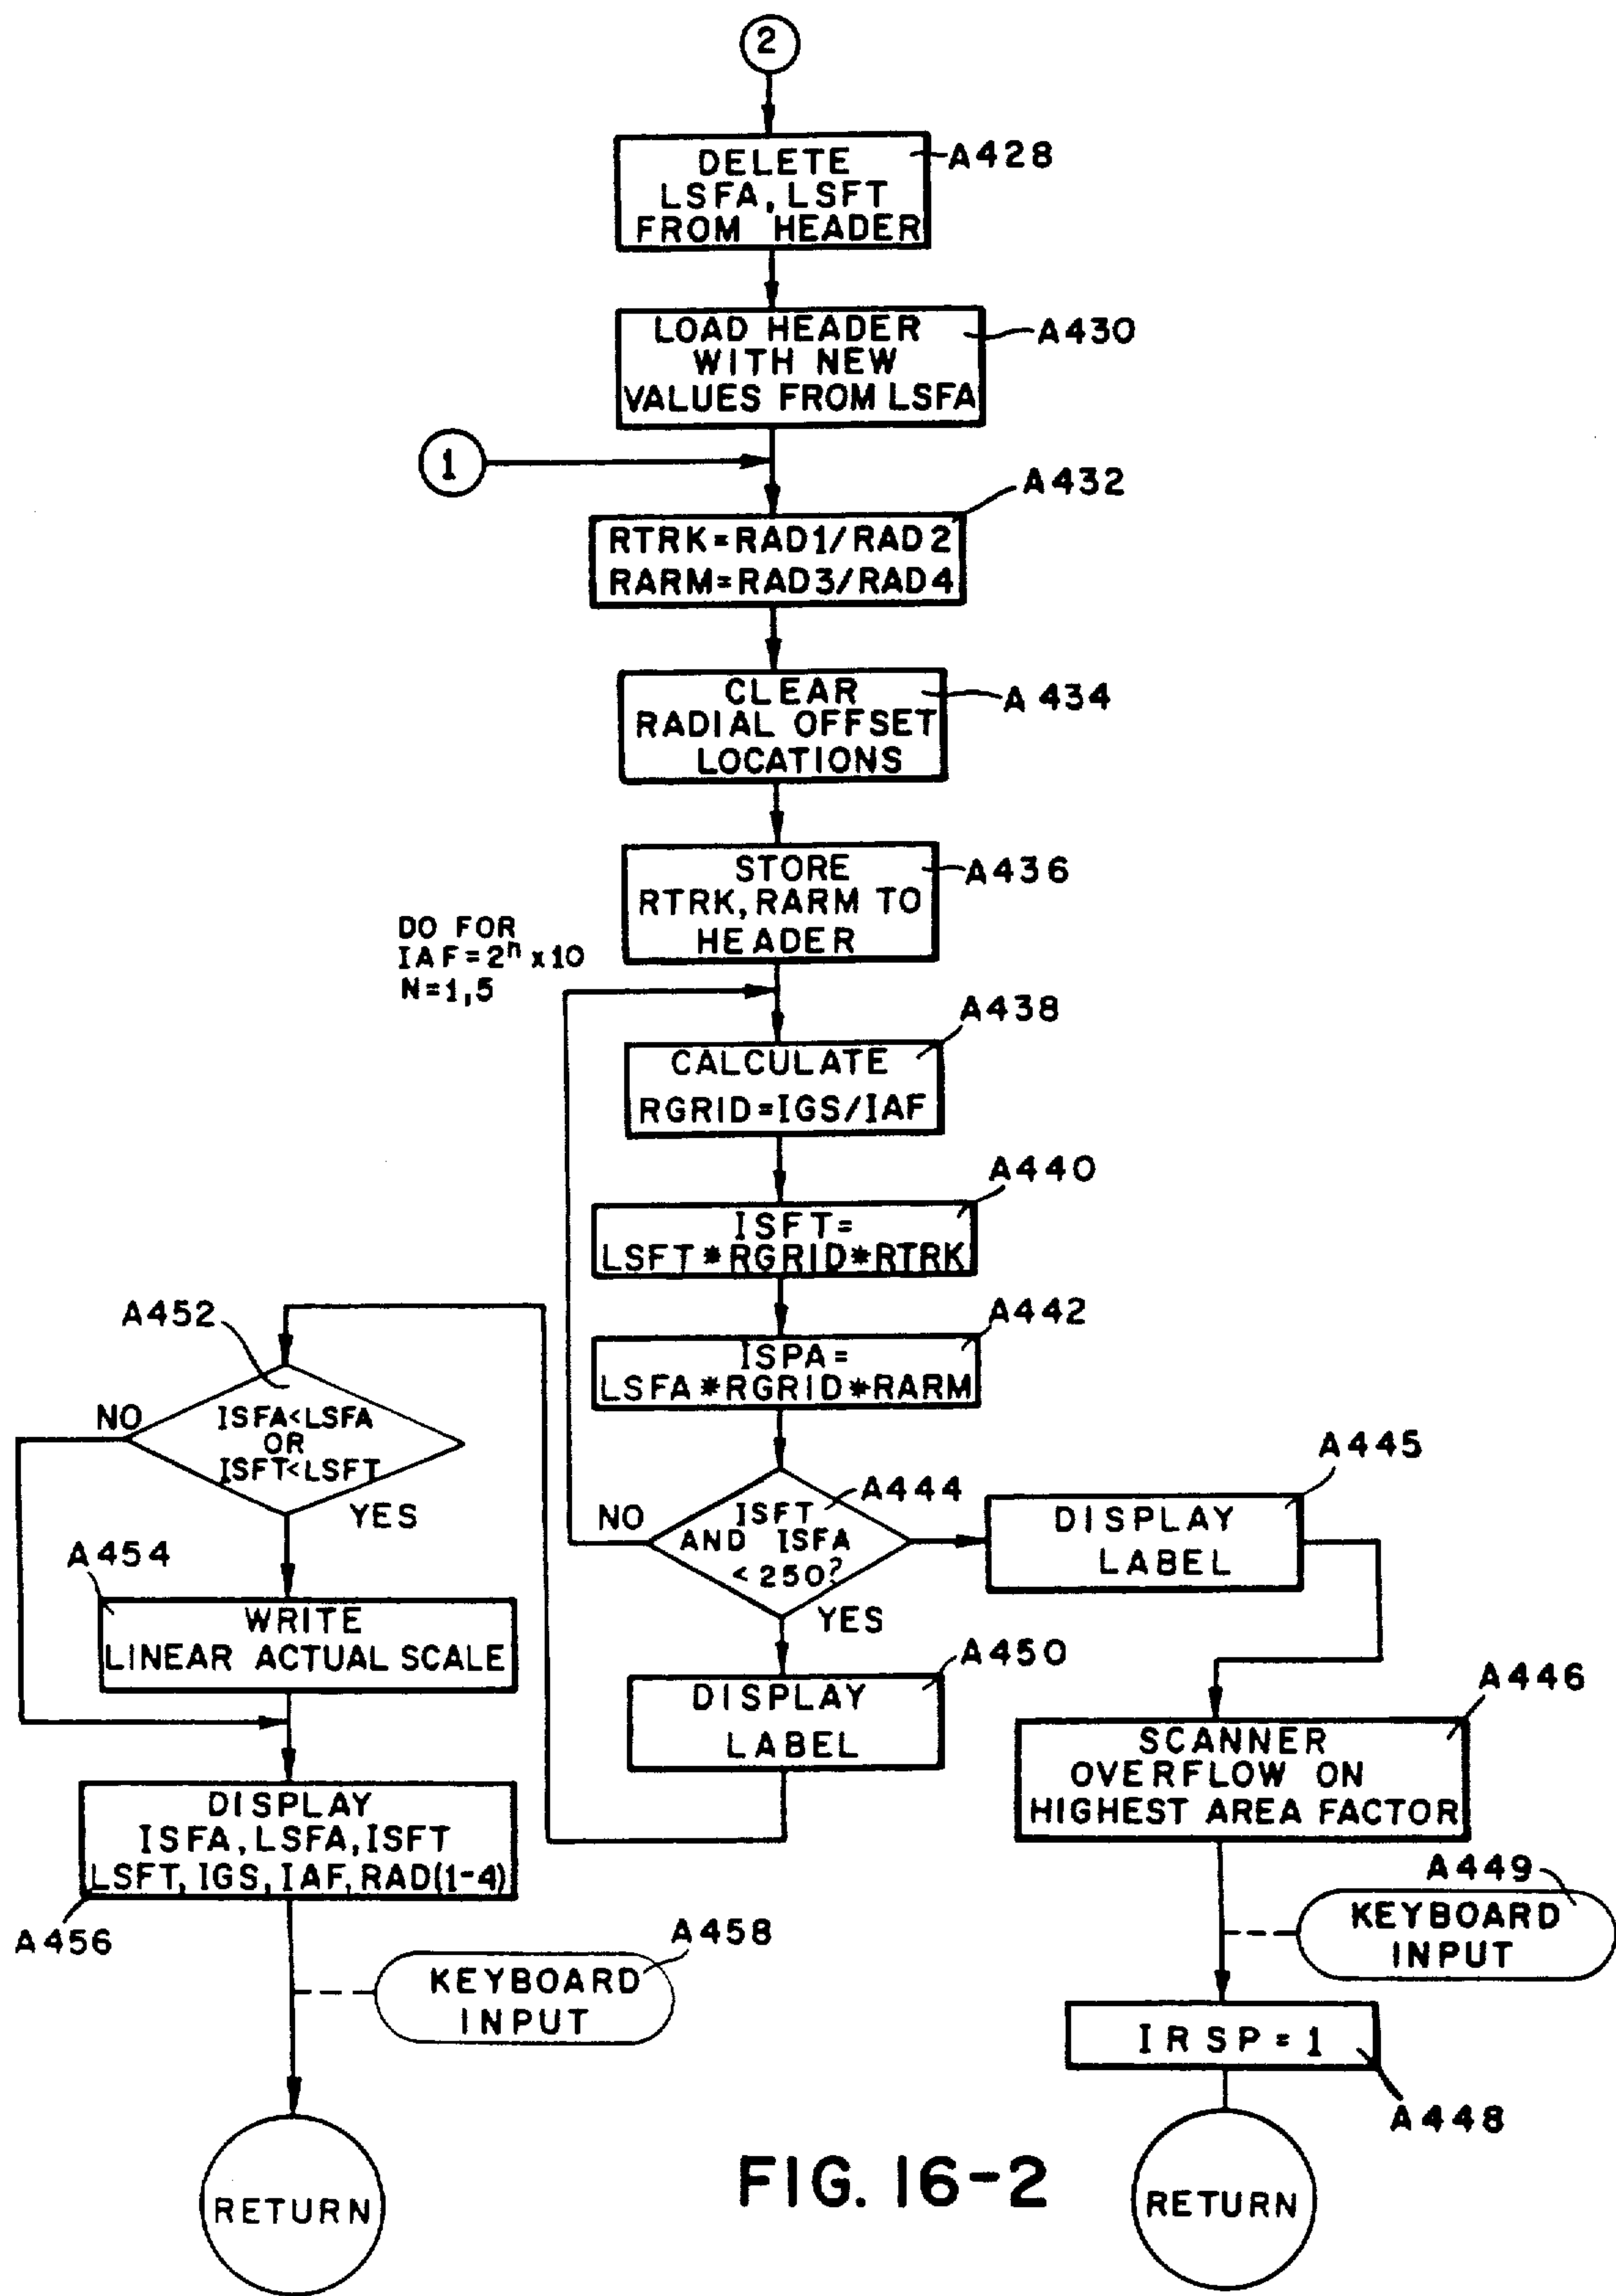 2
DELETE
LSFA, LSFT
FROM HEADER
A428
LOAD HEADER
WITH NEW
VALUES FROM LSFA
A430
1
A432
RTRK=RAD1/RAD2
RARM=RAD3/RAD4
CLEAR
RADIAL OFFSET
LOCATIONS
A434
STORE
RTRK, RARM TO
HEADER
A436
DO FOR
IAF=2ⁿ x10
N=1,5
A438
CALCULATE
RGRID=IGS/IAF
A440
ISFT=
LSFT*RGRID*RTRK
A442
ISPA=
LSFA*RGRID*RARM
A444
ISFT
AND ISFA
<250?
NO
YES
A445
DISPLAY
LABEL
A446
SCANNER
OVERFLOW ON
HIGHEST AREA FACTOR
A449
KEYBOARD
INPUT
IRSP=1
A448
RETURN
A450
DISPLAY
LABEL
A452
ISFA<LSFA
OR
ISFT<LSFT
NO
YES
A454
WRITE
LINEAR ACTUAL SCALE
DISPLAY
ISFA, LSFA, ISFT
LSFT, IGS, IAF, RAD(1-4)
A456
A458
KEYBOARD
INPUT
RETURN
FIG. 16-2